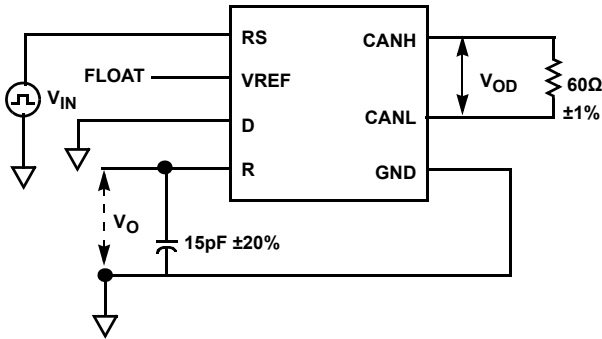 RS
CANH
FLOAT
VREF
V_IN
V_OD
60Ω
±1%
D
CANL
R
GND
V_O
15pF ±20%